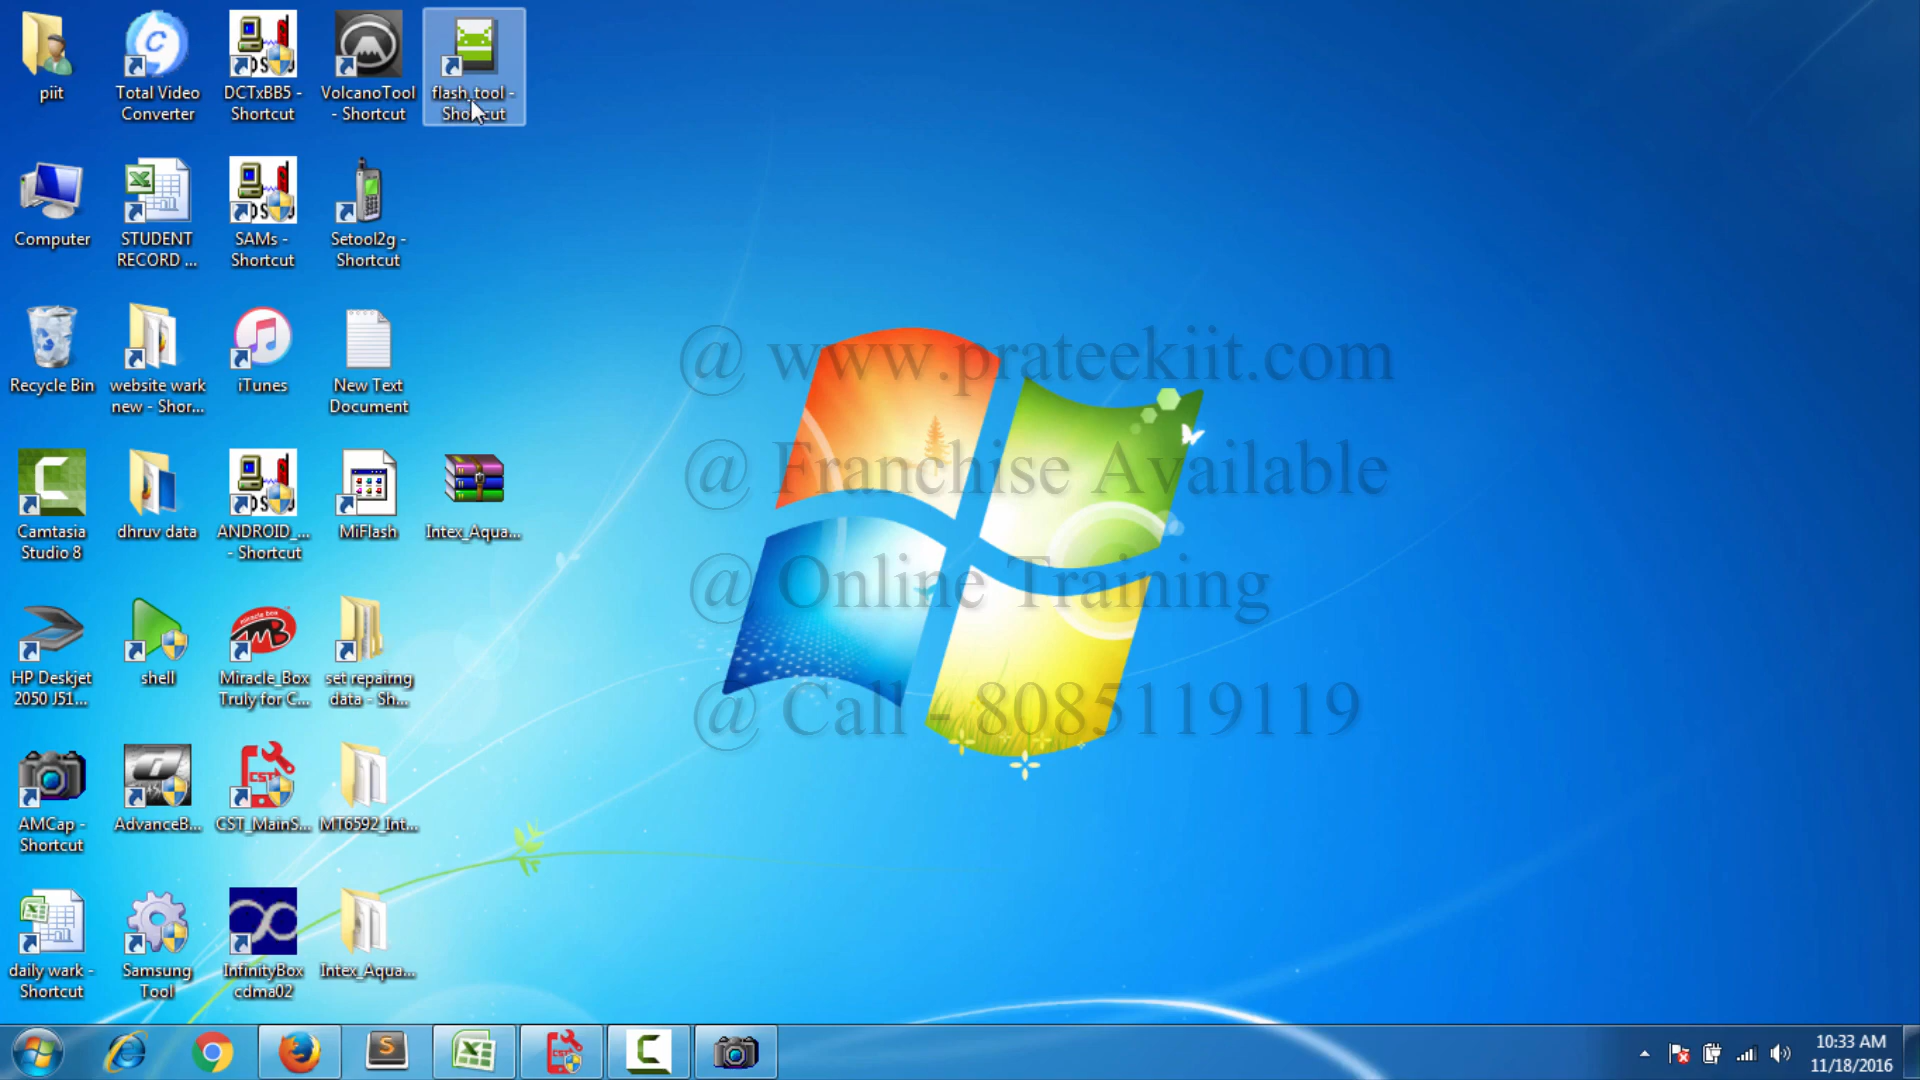 piit
Total Video
Converter
DCTxBB5 -
Shortcut
VolcanoTool
- Shortcut
flash_tool -
Shortcut
Computer
STUDENT
RECORD ...
SAMs -
Shortcut
Setool2g -
Shortcut
Recycle Bin
website wark
new - Shor...
iTunes
New Text
Document
Camtasia
Studio 8
dhruv data
ANDROID_...
- Shortcut
MiFlash
Intex_Aqua...
HP Deskjet
2050 J51...
shell
Miracle_Box
Truly for C...
set repairng
data - Sh...
AMCap -
Shortcut
AdvanceB...
CST_MainS...
MT6592_Int...
daily wark -
Shortcut
Samsung
Tool
InfinityBox
cdma02
Intex_Aqua...
@ www.prateekiit.com
@ Franchise Available
@ Online Training
@ Call - 8085119119
10:33 AM
11/18/2016